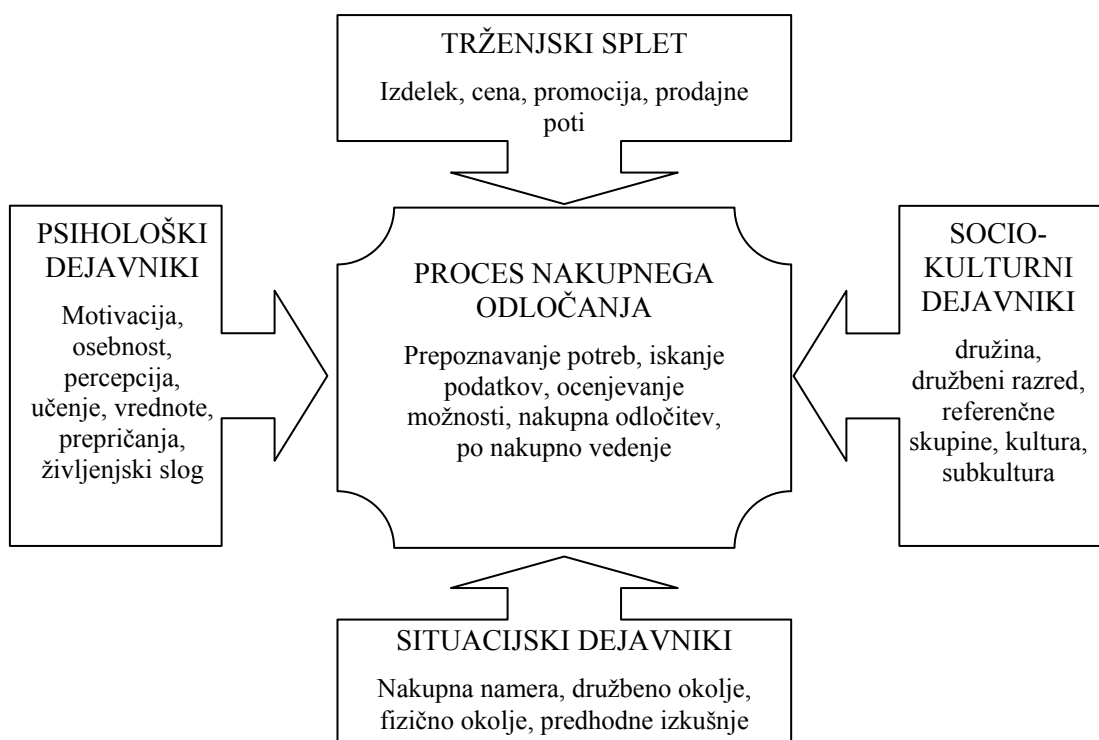 TRŽENJSKI SPLET
Izdelek, cena, promocija, prodajne
poti
PSIHOLOŠKI
DEJAVNIKI
Motivacija,
osebnost,
percepcija,
učenje, vrednote,
prepričanja,
življenjski slog
PROCES NAKUPNEGA
ODLOČANJA
Prepoznavanje potreb, iskanje
podatkov, ocenjevanje
možnosti, nakupna odločitev,
po nakupno vedenje
SOCIO-
KULTURNI
DEJAVNIKI
družina,
družbeni razred,
referenčne
skupine, kultura,
subkultura
SITUACIJSKI DEJAVNIKI
Nakupna namera, družbeno okolje,
fizično okolje, predhodne izkušnje